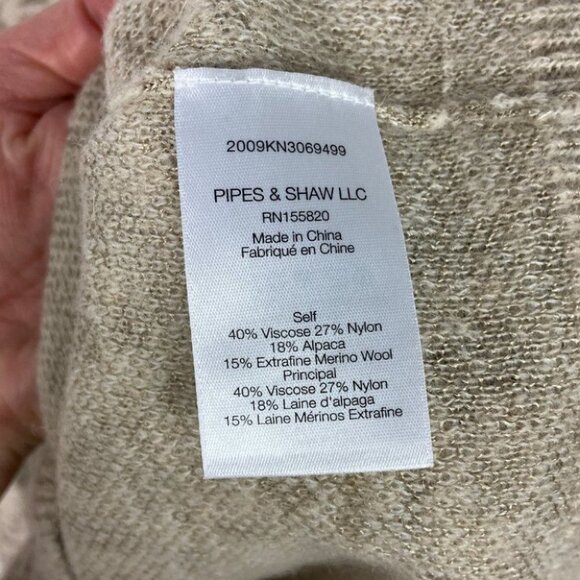 2009KN3069499
PIPES & SHAW LLC
RN155820
Made in China
Fabriqué en Chine
Self
40% Viscose 27% Nylon
18% Alpaca
15% Extrafine Merino Wool
Principal
40% Viscose 27% Nylon
18% Laine d'alpaga
15% Laine Mérinos Extrafine